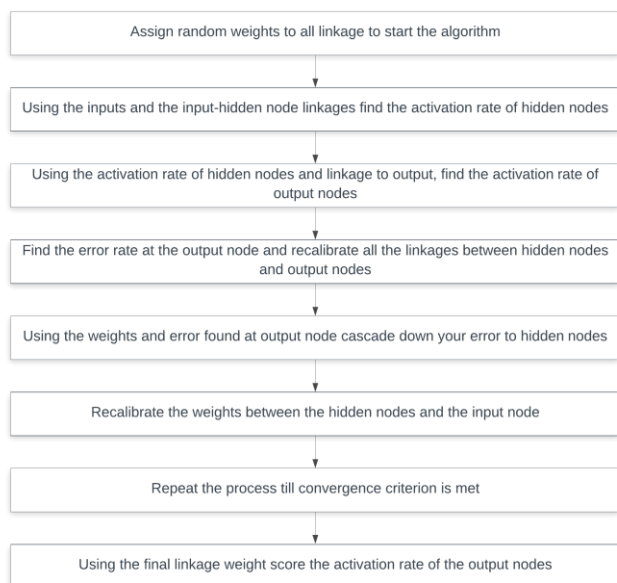 Assign random weights to all linkage to start the algorithm
Using the inputs and the input-hidden node linkages find the activation rate of hidden nodes
Using the activation rate of hidden nodes and linkage to output, find the activation rate of
output nodes
Find the error rate at the output node and recalibrate all the linkages between hidden nodes
and output nodes
Using the weights and error found at output node cascade down your error to hidden nodes
Recalibrate the weights between the hidden nodes and the input node
Repeat the process till convergence criterion is met
Using the final linkage weight score the activation rate of the output nodes